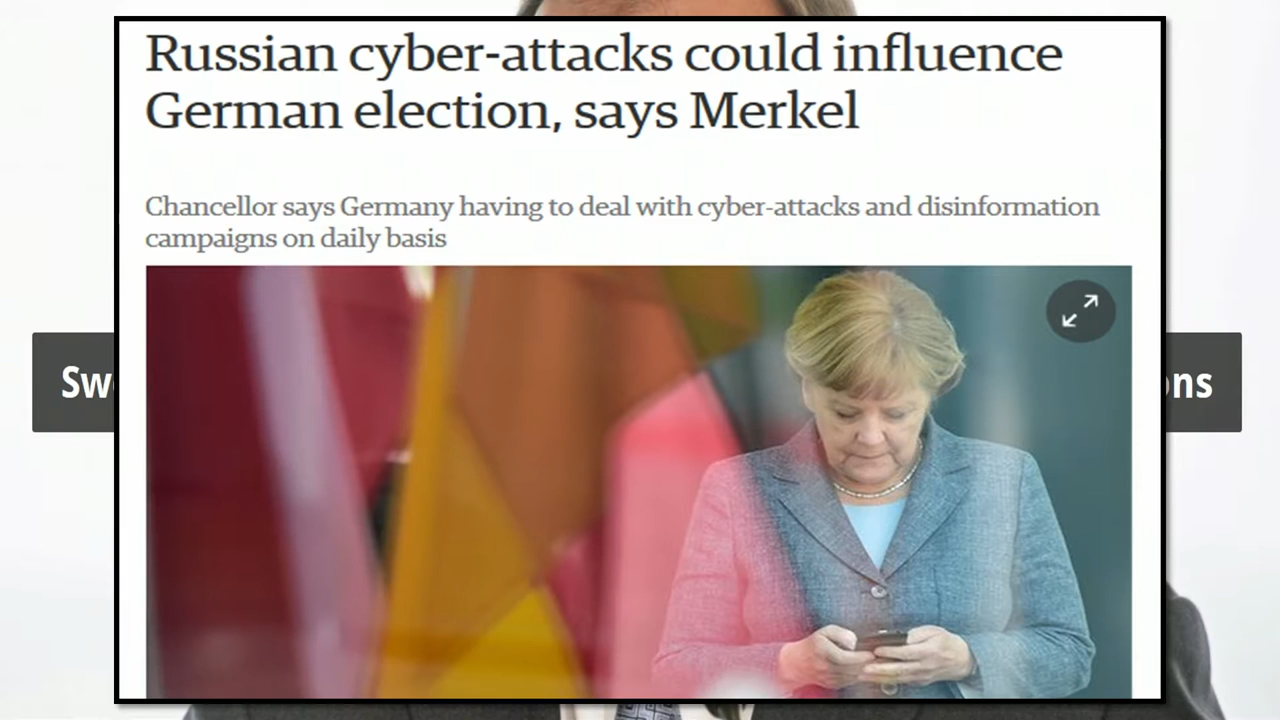 Russian cyber-attacks could influence
German election, says Merkel
Chancellor says Germany having to deal with cyber-attacks and disinformation
campaigns on daily basis